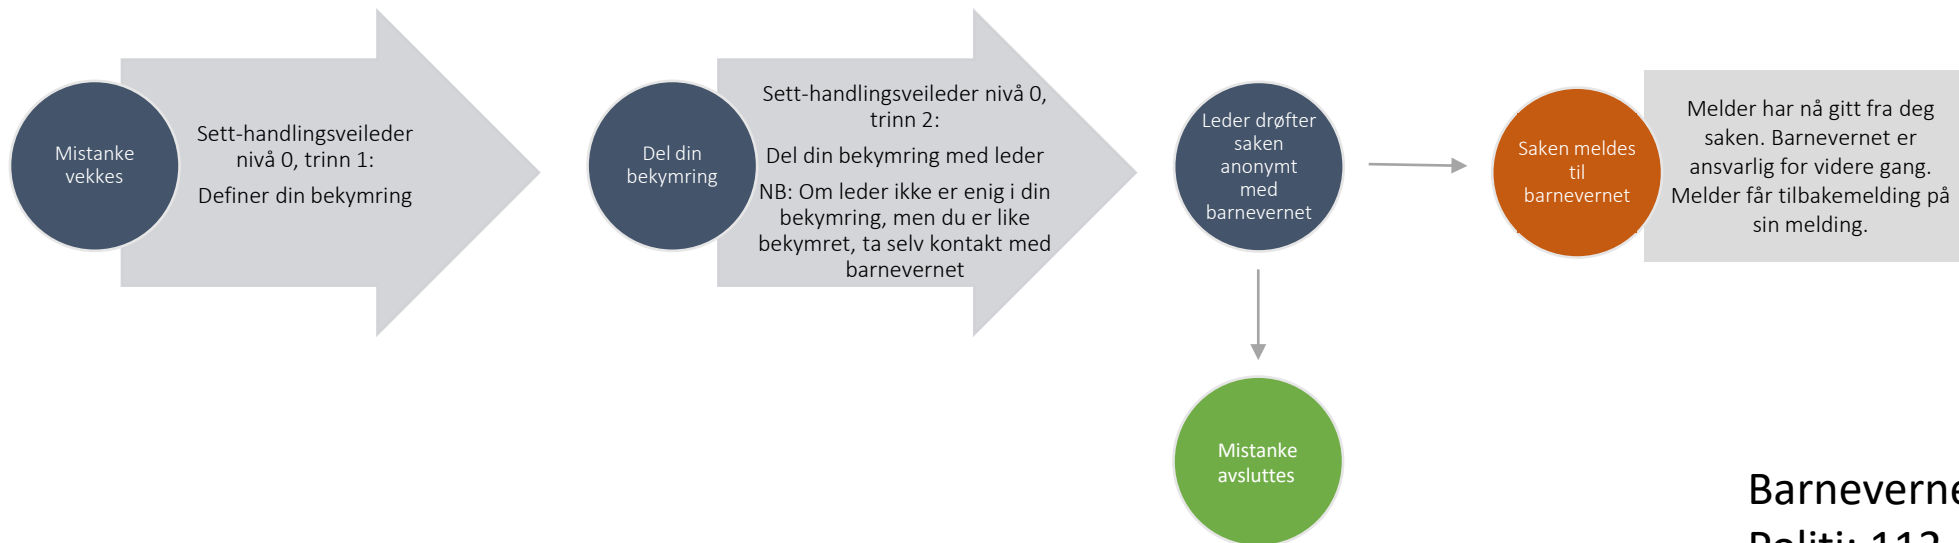 Mistanke
vekkes
Sett-handlingsveileder
nivå 0, trinn 1:
Definer din bekymring
Del din
bekymring
Sett-handlingsveileder nivå 0,
trinn 2:
Del din bekymring med leder
NB: Om leder ikke er enig i din
bekymring, men du er like
bekymret, ta selv kontakt med
barnevernet
Leder drøfter
saken
anonymt
med
barnevernet
Saken meldes
til
barnevernet
Melder har nå gitt fra deg
saken. Barnevernet er
ansvarlig for videre gang.
Melder får tilbakemelding på
sin melding.
Mistanke
avsluttes
Barneverne
Politi: 112